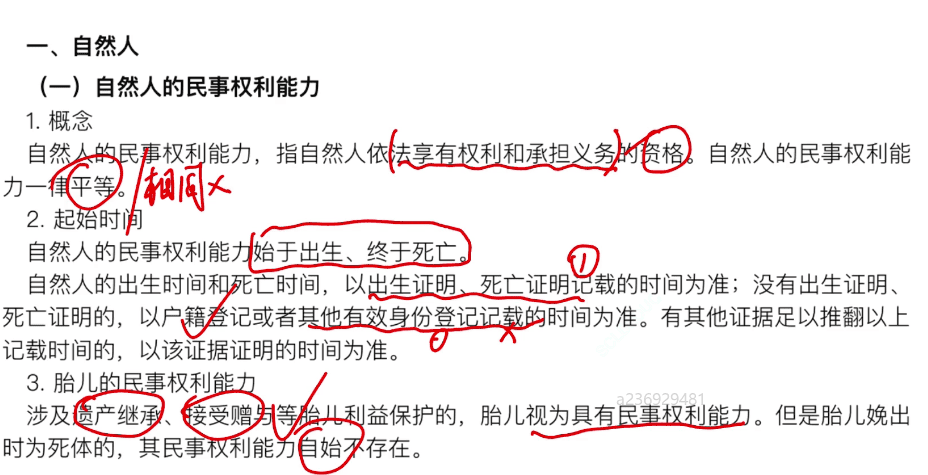 一、自然人
（一）自然人的民事权利能力
1. 概念
自然人的民事权利能力，指自然人依法享有权利和承担义务的资格。自然人的民事权利能
力一律平等。 相同×
2. 起始时间
自然人的民事权利能力始于出生、终于死亡。
①
自然人的出生时间和死亡时间，以出生证明、死亡证明记载的时间为准；没有出生证明、
死亡证明的，以户籍登记或者其他有效身份登记记载的时间为准。有其他证据足以推翻以上
记载时间的，以该证据证明的时间为准。
3. 胎儿的民事权利能力
a236929481
涉及遗产继承、接受赠与等胎儿利益保护的，胎儿视为具有民事权利能力。但是胎儿娩出
时为死体的，其民事权利能力自始不存在。